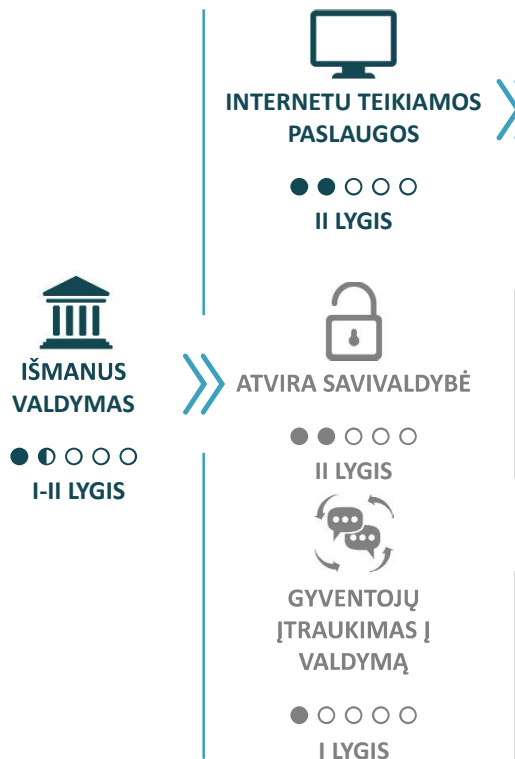 IŠMANUS
VALDYMAS
I-II LYGIS
INTERNETU TEIKIAMOS
PASLAUGOS
II LYGIS
ATVIRA SAVIVALDYBĖ
II LYGIS
GYVENTOJŲ
ĮTRAUKIMAS Į
VALDYMĄ
I LYGIS